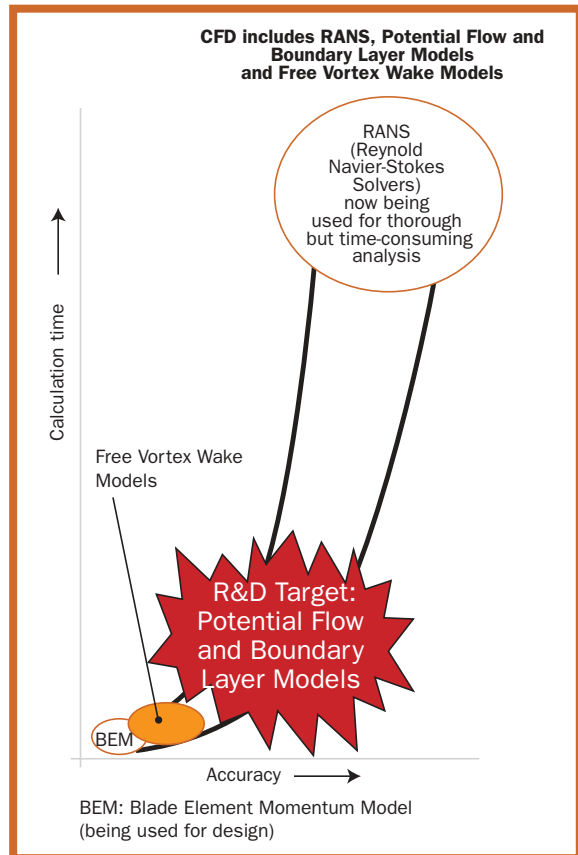 CFD includes RANS, Potential Flow and
Boundary Layer Models
and Free Vortex Wake Models
RANS
(Reynold
Navier-Stokes
Solvers)
now being
used for thorough
but time-consuming
analysis
Calculation time
Free Vortex Wake
Models
R&D Target:
Potential Flow
and Boundary
Layer Models
BEM
Accuracy
BEM: Blade Element Momentum Model
(being used for design)